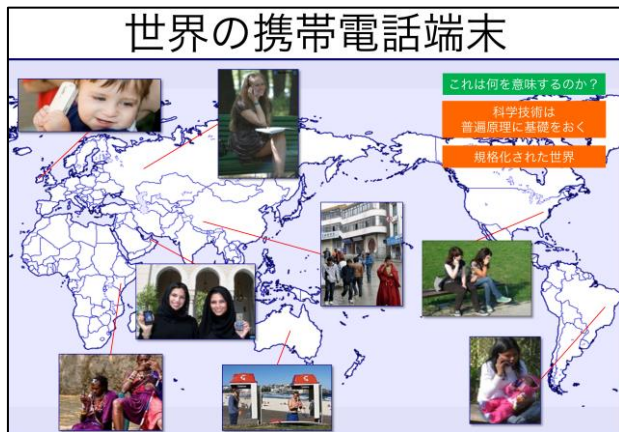 世界の携帯電話端末
これは何を意味するのか？
科学技術は
普遍原理に基礎をおく
規格化された世界